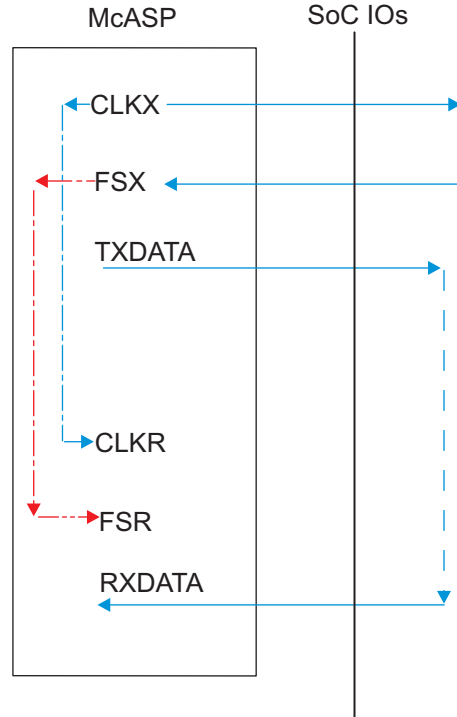 McASP
SoC IOs
CLKX
FSX
TXDATA
CLKR
FSR
RXDATA